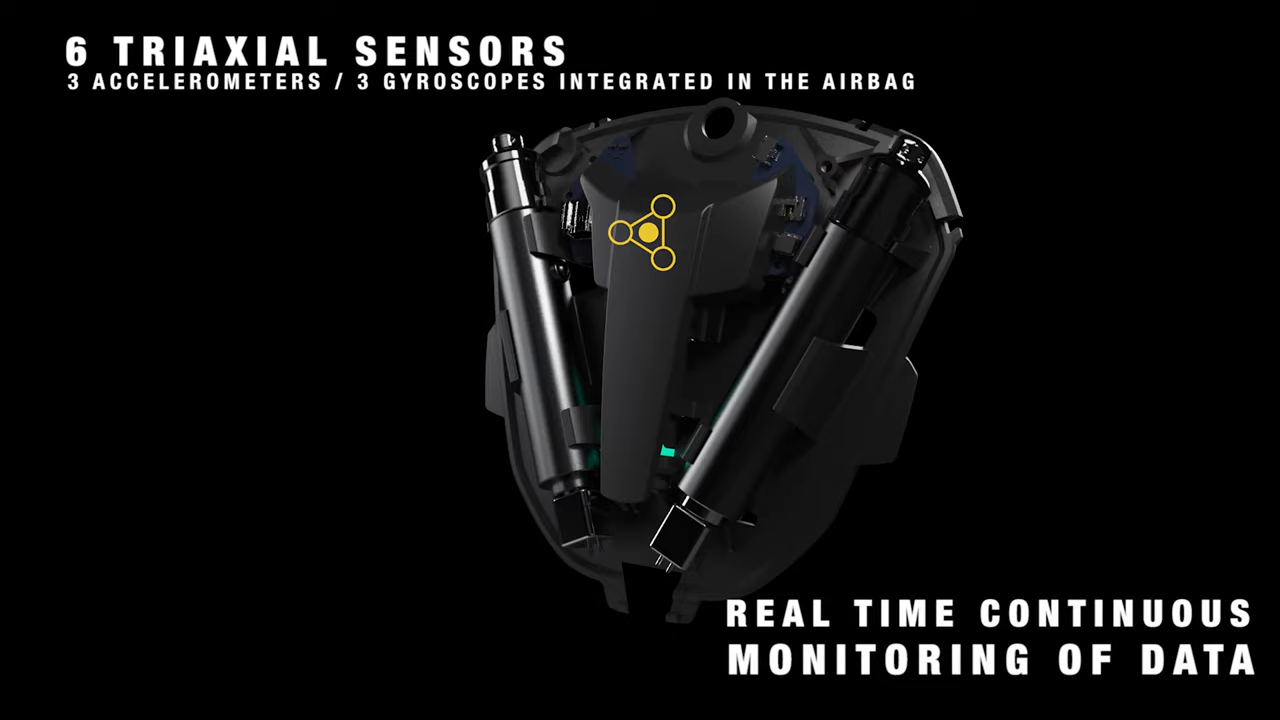 6 TRIAXIAL SENSORS
3 ACCELEROMETERS / 3 GYROSCOPES INTEGRATED IN THE AIRBAG
REAL TIME CONTINUOUS
MONITORING OF DATA